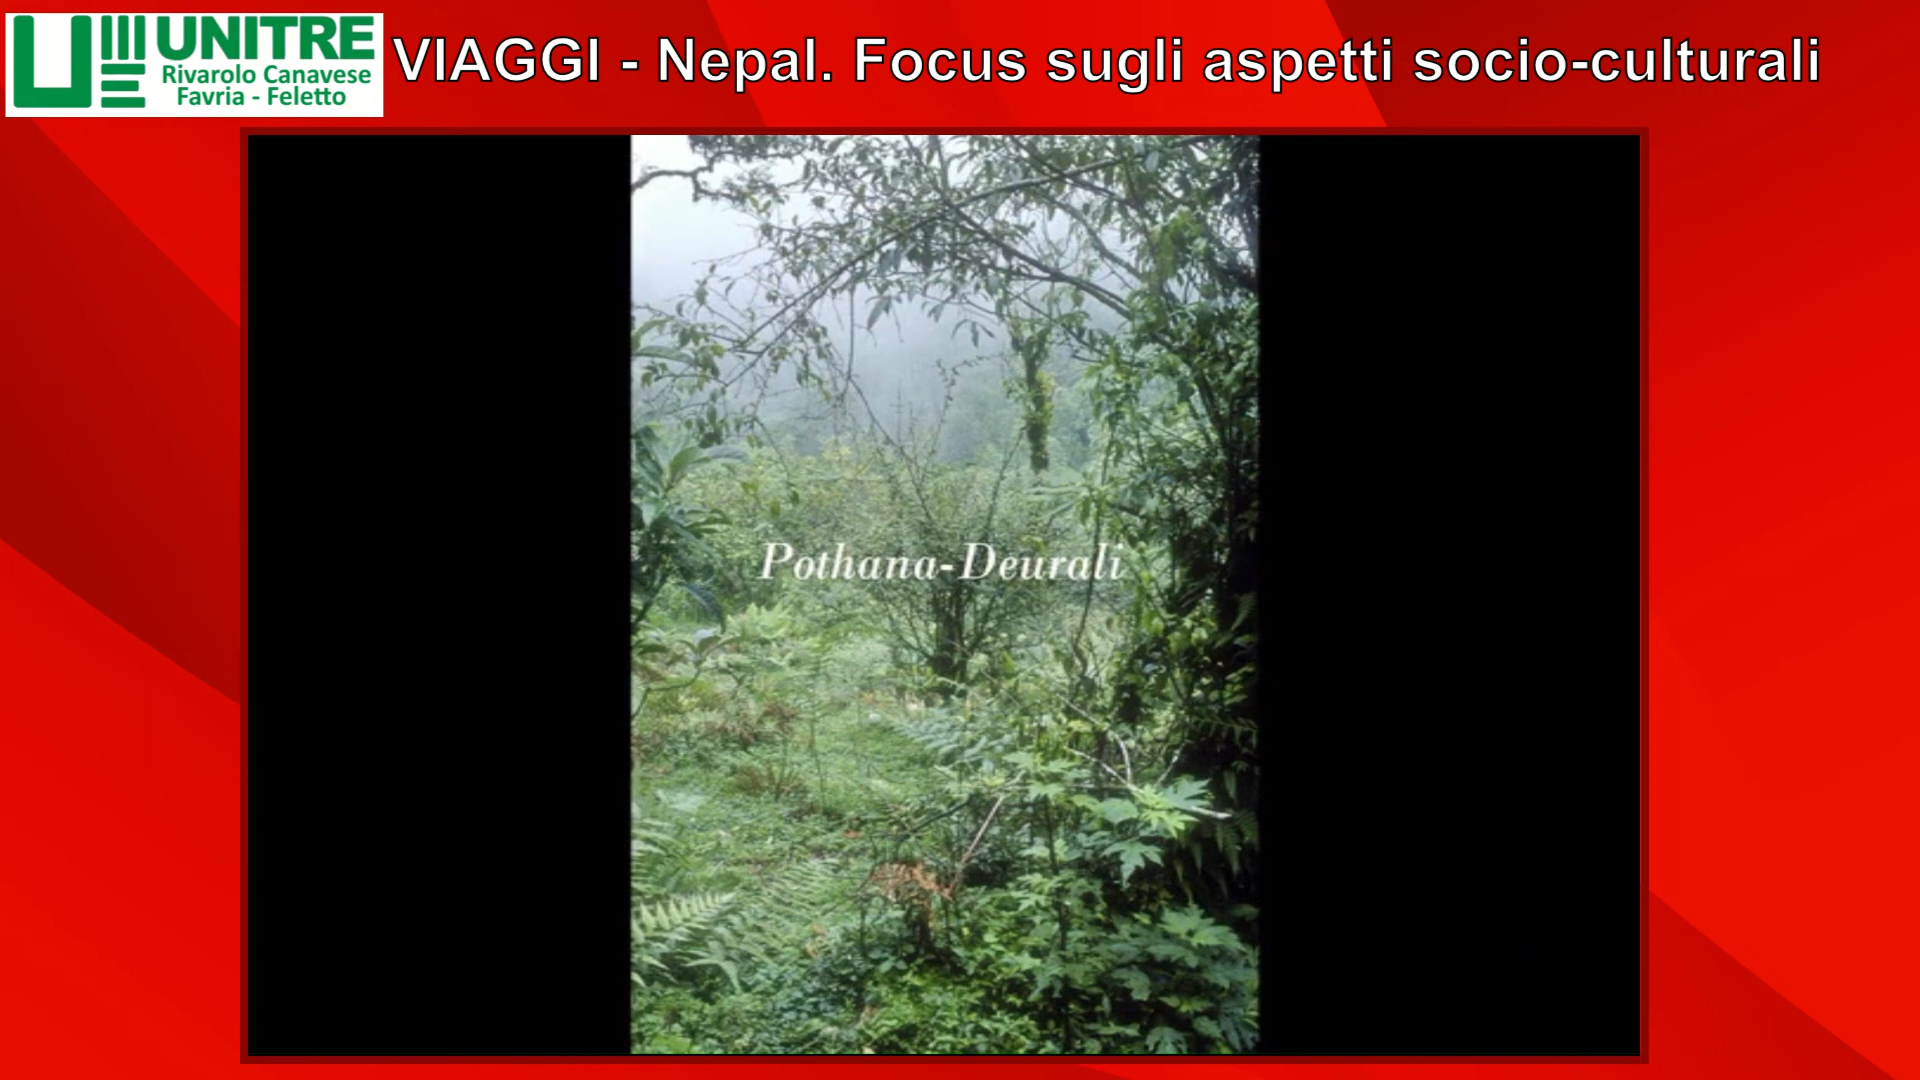 UNITRE
Rivarolo Canavese
Favria - Feletto
VIAGGI - Nepal. Focus sugli aspetti socio-culturali
Pothana-Deurali